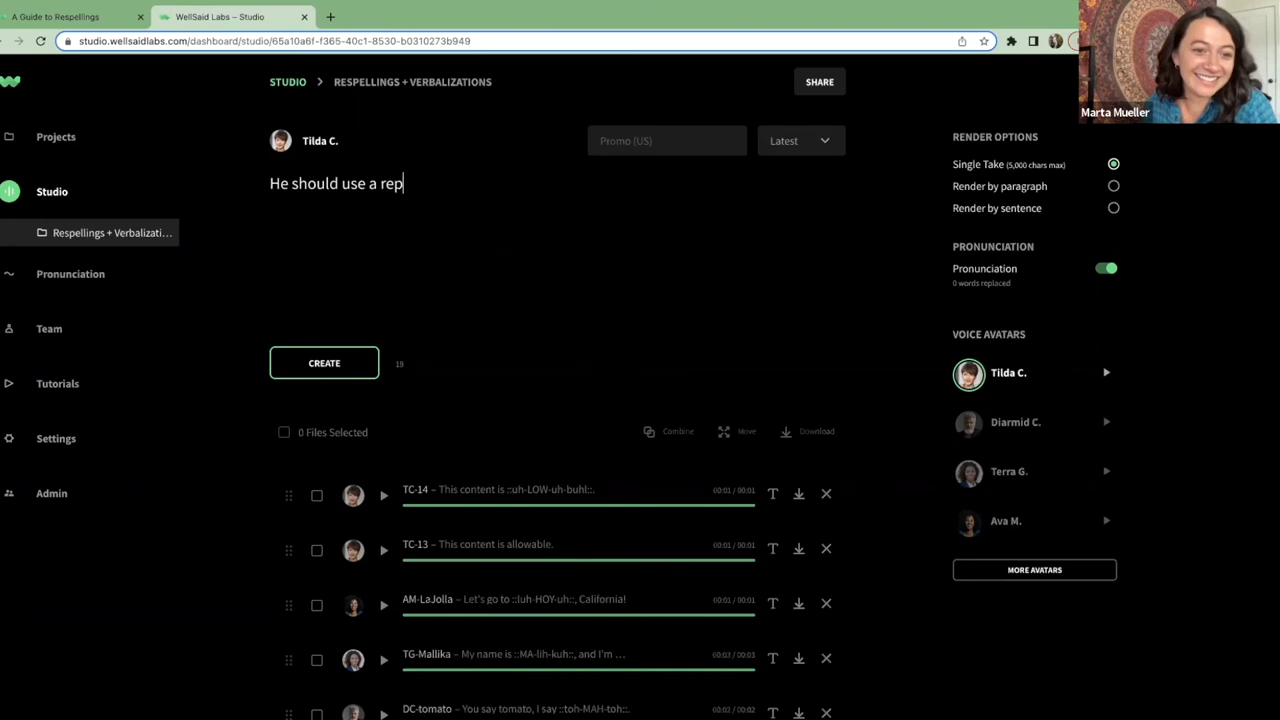 A Guide to Respellings
WellSaid Labs – Studio
studio.wellsaidlabs.com/dashboard/studio/65a10a6f-f365-40c1-8530-b0310273b949
Marta Mueller
STUDIO > RESPELLINGS + VERBALIZATIONS
SHARE
Projects
Studio
Respellings + Verbalizati...
Pronunciation
Team
Tutorials
Settings
Admin
Tilda C.
Promo (US)
Latest
He should use a rep
CREATE
19
0 Files Selected
Combine
Move
Download
TC-14 – This content is ::uh-LOW-uh-buhl::.
00:01 / 00:01
TC-13 – This content is allowable.
00:01 / 00:01
AM-LaJolla – Let's go to ::luh-HOY-uh::, California!
00:01 / 00:01
TG-Mallika – My name is ::MA-lih-kuh::, and I'm ...
00:03 / 00:03
DC-tomato – You say tomato, I say ::toh-MAH-toh::.
00:02 / 00:02
RENDER OPTIONS
Single Take (5,000 chars max)
Render by paragraph
Render by sentence
PRONUNCIATION
Pronunciation
0 words replaced
VOICE AVATARS
Tilda C.
Diarmid C.
Terra G.
Ava M.
MORE AVATARS